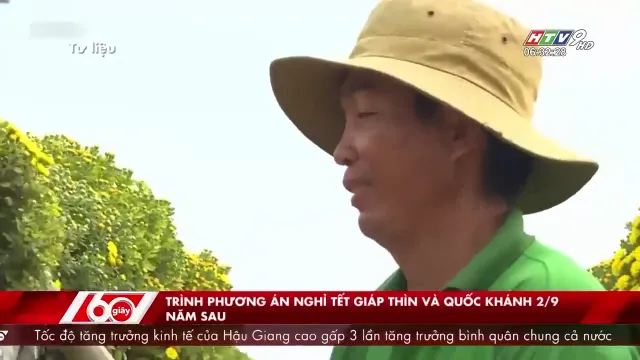 Tư liệu
HTV9 HD
06:32:28
60 giây
TRÌNH PHƯƠNG ÁN NGHỈ TẾT GIÁP THÌN VÀ QUỐC KHÁNH 2/9
NĂM SAU
Tốc độ tăng trưởng kinh tế của Hậu Giang cao gấp 3 lần tăng trưởng bình quân chung cả nước